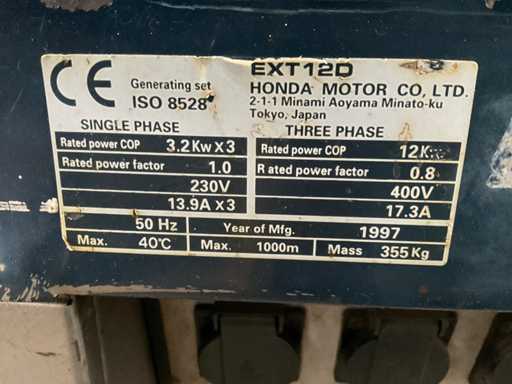 CE Generating set EXT12D
ISO 8528 HONDA MOTOR CO, LTD.
2-1-1 Minami Aoyama Minato-ku
Tokyo, Japan
SINGLE PHASE THREE PHASE
Rated power COP 3.2Kw X 3 Rated power COP
Rated power factor 1.0 Rated power factor 0.8
230V 400V
13.9A X 3 17.3A
50 Hz Year of Mfg. 1997
Max. 40°C Max. 1000m Mass 355Kg